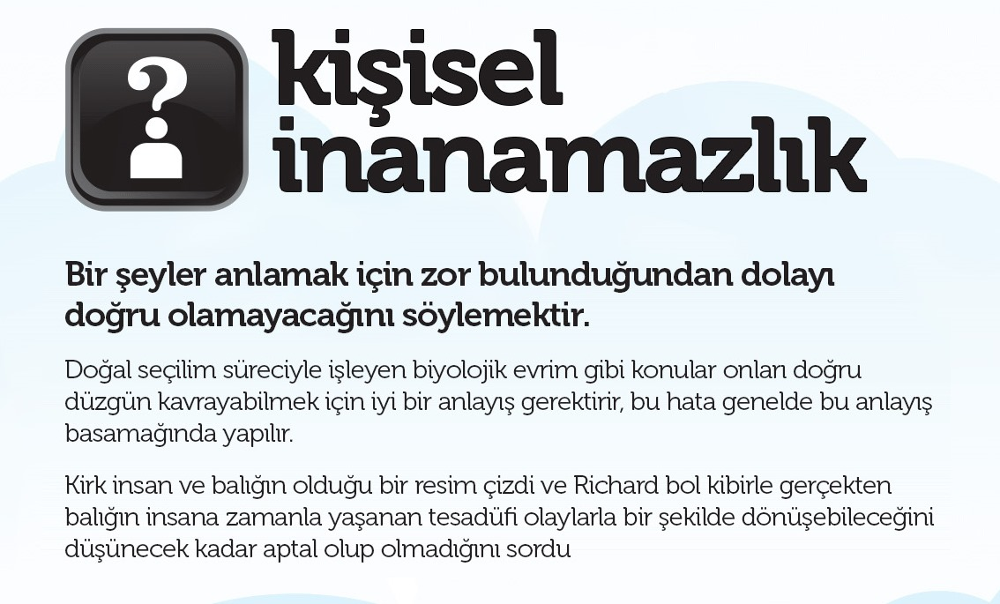 kişisel
inanamazlık
Bir şeyler anlamak için zor bulunduğundan dolayı
doğru olamayacağını söylemektir.
Doğal seçilim süreciyle işleyen biyolojik evrim gibi konular onları doğru
düzgün kavrayabilmek için iyi bir anlayış gerektirir, bu hata genelde bu anlayış
basamağında yapılır.
Kirk insan ve balığın olduğu bir resim çizdi ve Richard bol kibirle gerçekten
balığın insana zamanla yaşanan tesadüfi olaylarla bir şekilde dönüşebileceğini
düşünecek kadar aptal olup olmadığını sordu